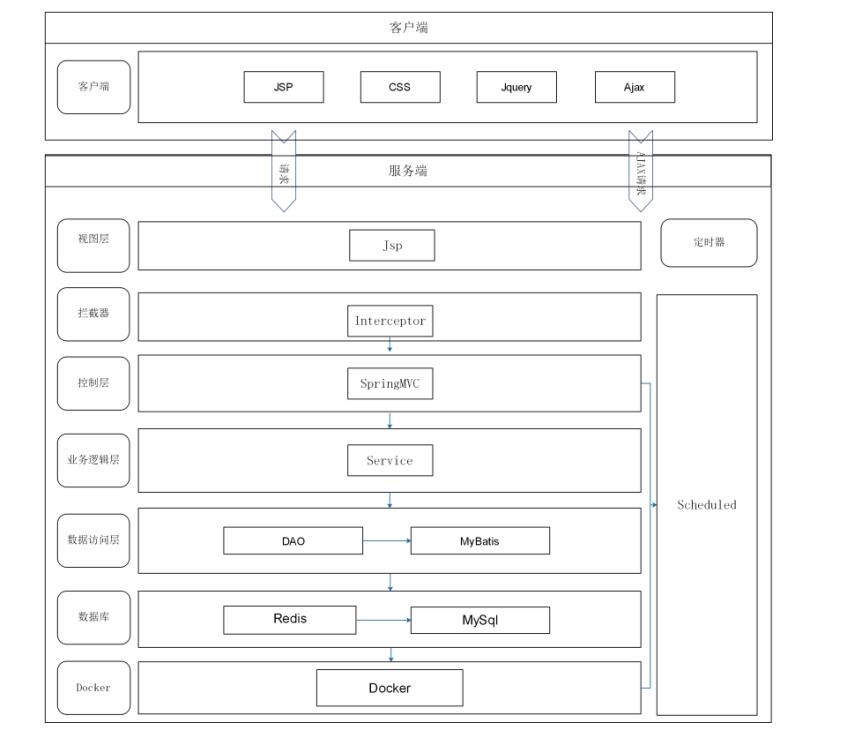 客户端
客户端
JSP
CSS
Jquery
Ajax
请求
AJAX请求
服务端
视图层
Jsp
定时器
拦截器
Interceptor
控制层
SpringMVC
业务逻辑层
Service
Scheduled
数据访问层
DAO
MyBatis
数据库
Redis
MySql
Docker
Docker